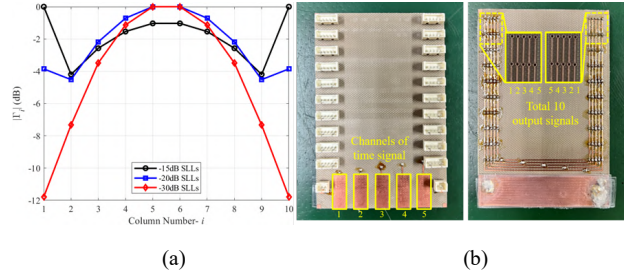 0
-2
-4
-6
-8
-10
-12
|Γi| (dB)
-15dB SLLs
-20dB SLLs
-30dB SLLs
1 2 3 4 5 6 7 8 9 10
Column Number- i
(a)
Channels of
time signal
1 2 3 4 5
1 2 3 4 5 5 4 3 2 1
Total 10
output signals
(b)